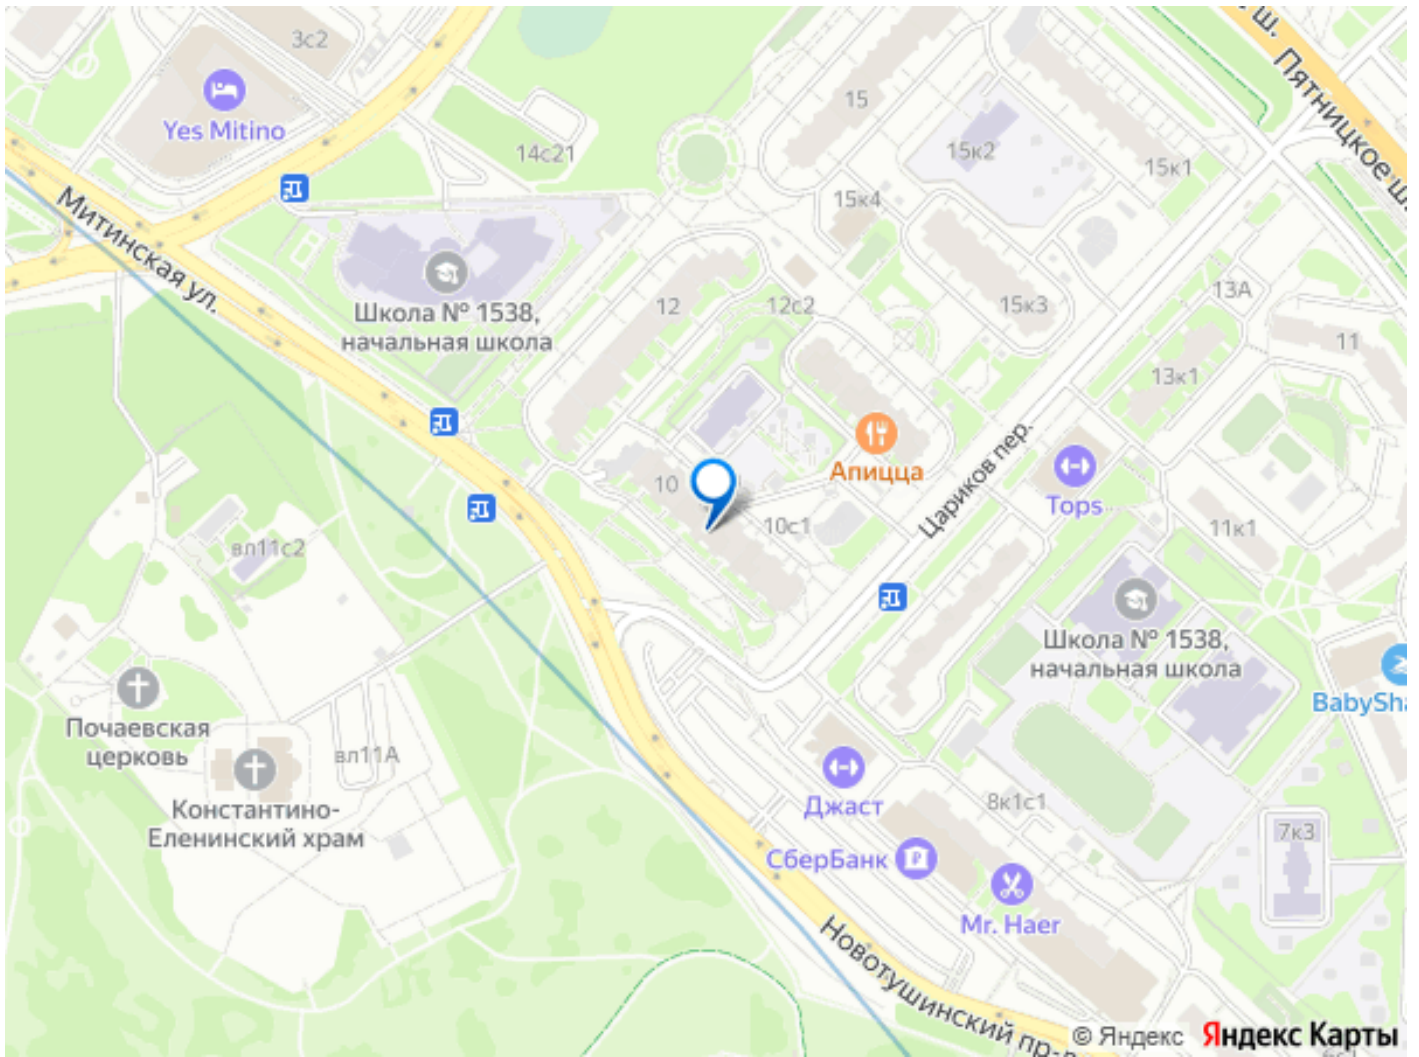 3с2
Yes Mitino
14с21
15
15к2
15к1
15к4
ш.
Пятницкое ш.
Митинская ул.
Школа № 1538,
начальная школа
12
12с2
15к3
13А
11
13к1
Апицца
Цариков пер.
Tops
10
10с1
11к1
вл11с2
Школа № 1538,
начальная школа
BabySha
Почаевская
церковь
вл11А
Константино-
Еленинский храм
Джаст
8к1с1
7к3
СберБанк
Mr. Haer
Новотушинский пр-д
© Яндекс Яндекс Карты